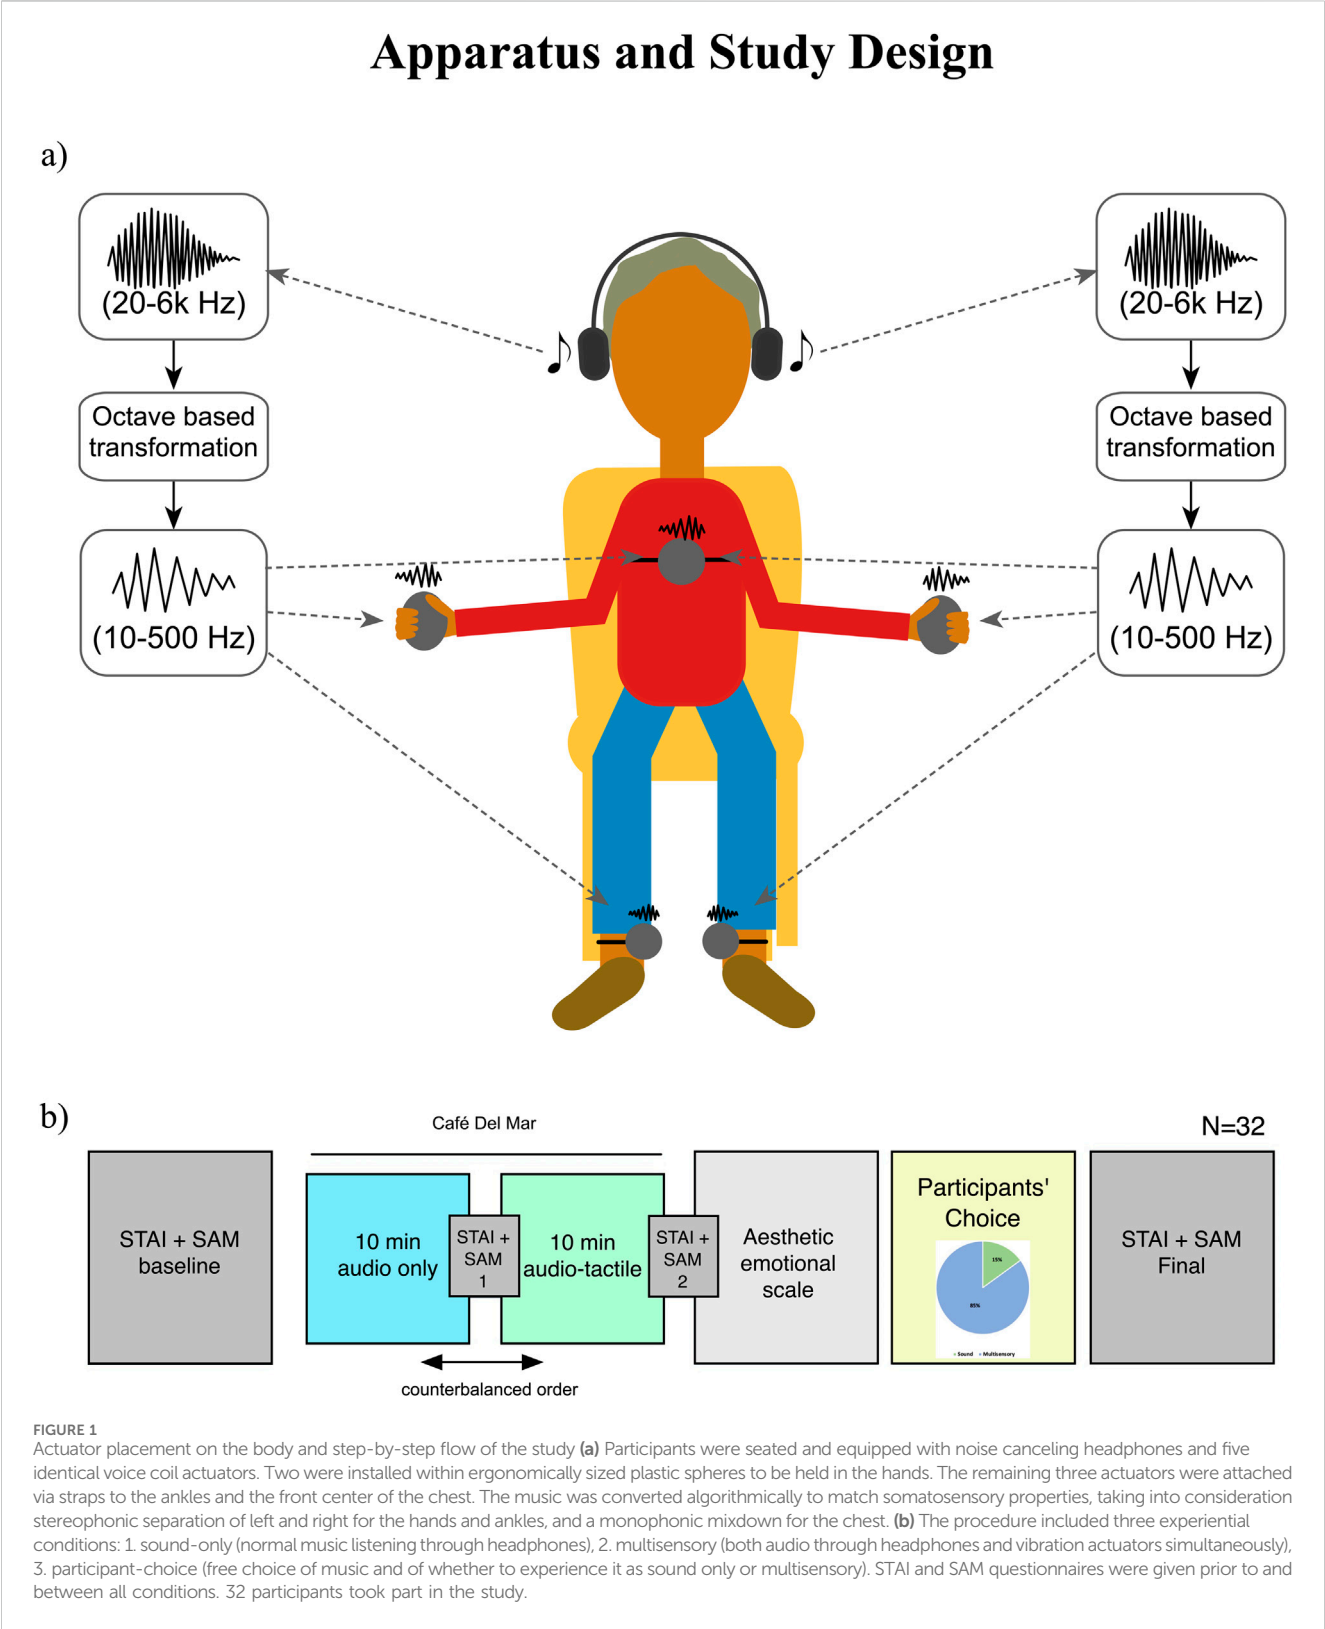 Apparatus and Study Design
a)
(20-6k Hz)
(20-6k Hz)
Octave based
transformation
Octave based
transformation
(10-500 Hz)
(10-500 Hz)
b)
Café Del Mar
N=32
STAI + SAM
baseline
10 min
audio only
STAI +
SAM
1
10 min
audio-tactile
STAI +
SAM
2
Aesthetic
emotional
scale
Participants'
Choice
15%
85%
Sound Multisensory
STAI + SAM
Final
counterbalanced order
FIGURE 1
Actuator placement on the body and step-by-step flow of the study (a) Participants were seated and equipped with noise canceling headphones and five
identical voice coil actuators. Two were installed within ergonomically sized plastic spheres to be held in the hands. The remaining three actuators were attached
via straps to the ankles and the front center of the chest. The music was converted algorithmically to match somatosensory properties, taking into consideration
stereophonic separation of left and right for the hands and ankles, and a monophonic mixdown for the chest. (b) The procedure included three experiential
conditions: 1. sound-only (normal music listening through headphones), 2. multisensory (both audio through headphones and vibration actuators simultaneously),
3. participant-choice (free choice of music and of whether to experience it as sound only or multisensory). STAI and SAM questionnaires were given prior to and
between all conditions. 32 participants took part in the study.